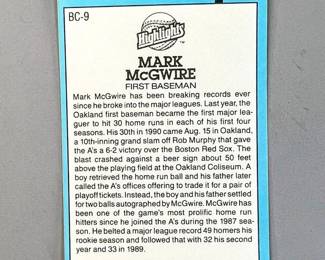 BC-9
Highlights
TM
MARK
McGWIRE
FIRST BASEMAN
Mark McGwire has been breaking records ever
since he broke into the major leagues. Last year, the
Oakland first baseman became the first major lea-
guer to hit 30 home runs in each of his first four
seasons. His 30th in 1990 came Aug. 15 in Oakland,
a 10th-inning grand slam off Rob Murphy that gave
the A's a 6-2 victory over the Boston Red Sox. The
blast crashed against a beer sign about 50 feet
above the playing field at the Oakland Coliseum. A
boy retrieved the home run ball and his father later
called the A's offices offering to trade it for a pair of
playoff tickets. Instead, the boy and his father settled
for two balls autographed by McGwire. McGwire has
been one of the game's most prolific home run
hitters since he joined the A's during the 1987 sea-
son. He belted a major league record 49 homers his
rookie season and followed that with 32 his second
year and 33 in 1989.